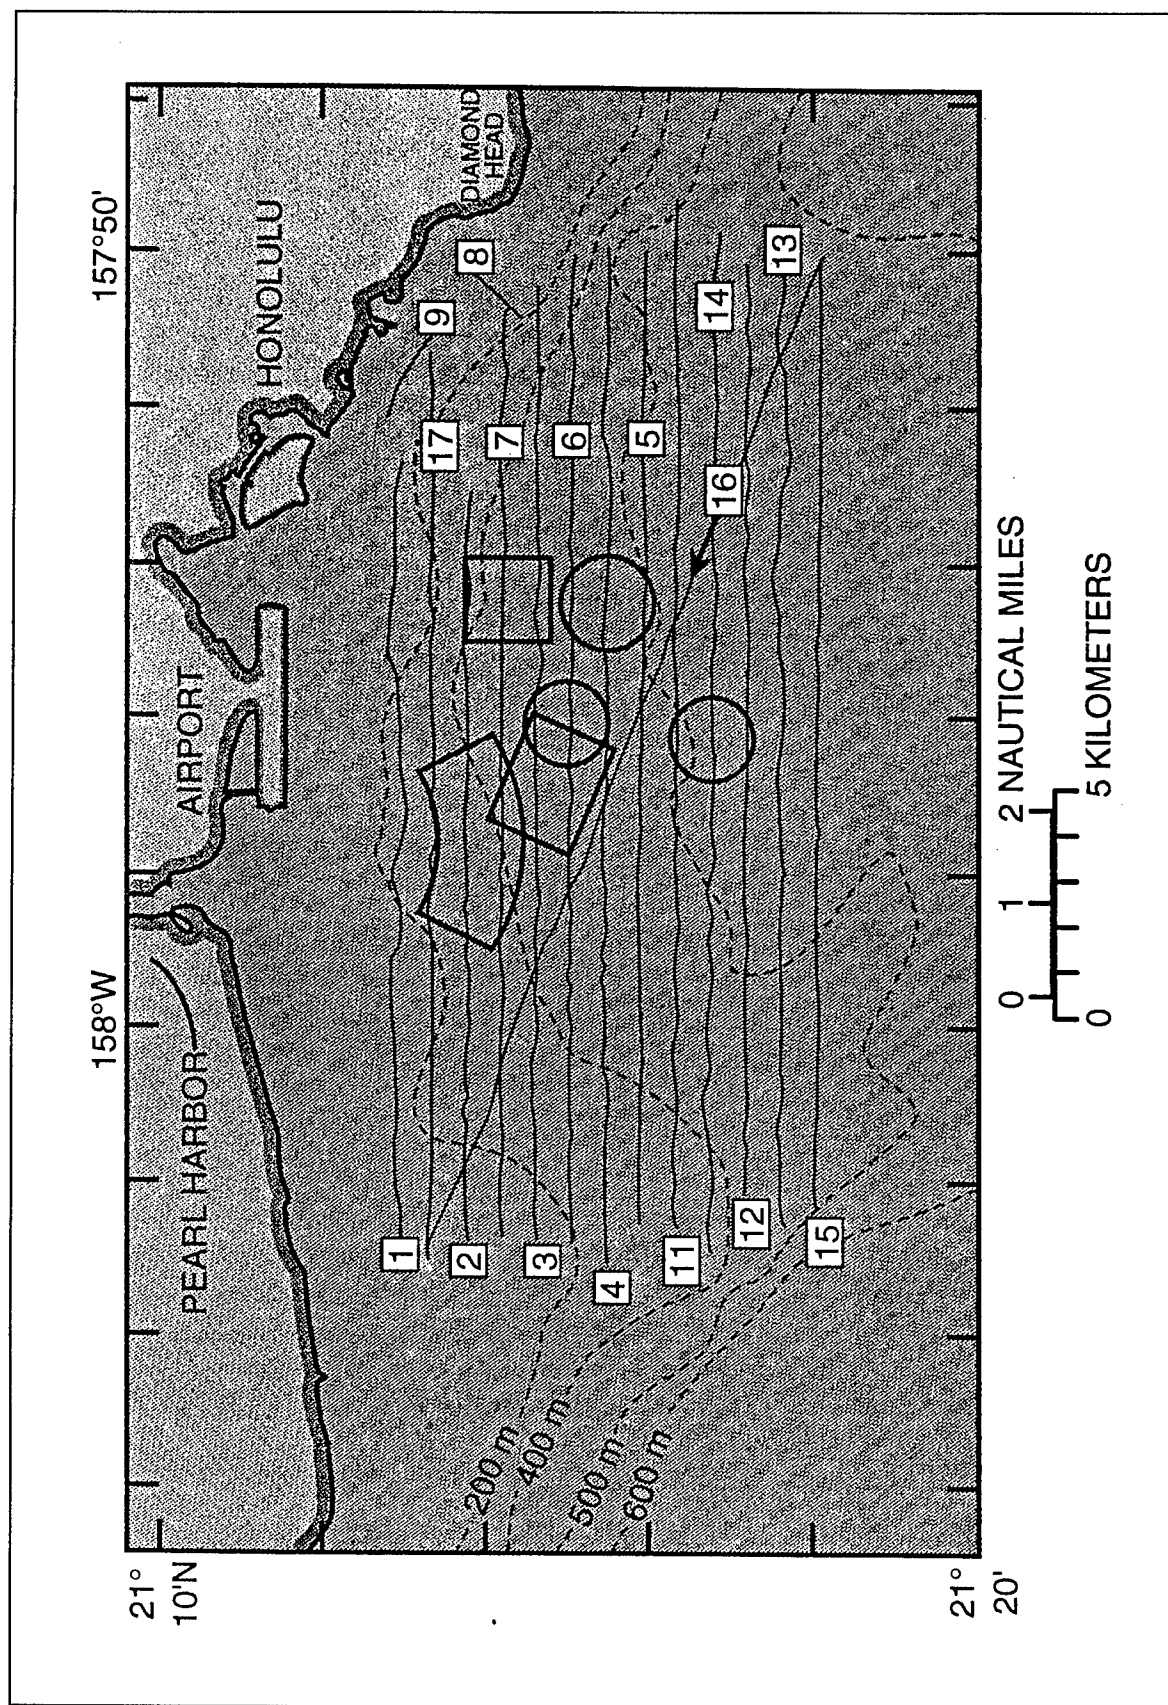 157°50'
158°W
HONOLULU
DIAMOND
HEAD
AIRPORT
PEARL HARBOR
21°
10'N
21°
20'
8
9
13
14
17
7
6
5
16
1
2
3
4
11
12
15
200 m
400 m
500 m
600 m
0 1 2 NAUTICAL MILES
0 5 KILOMETERS